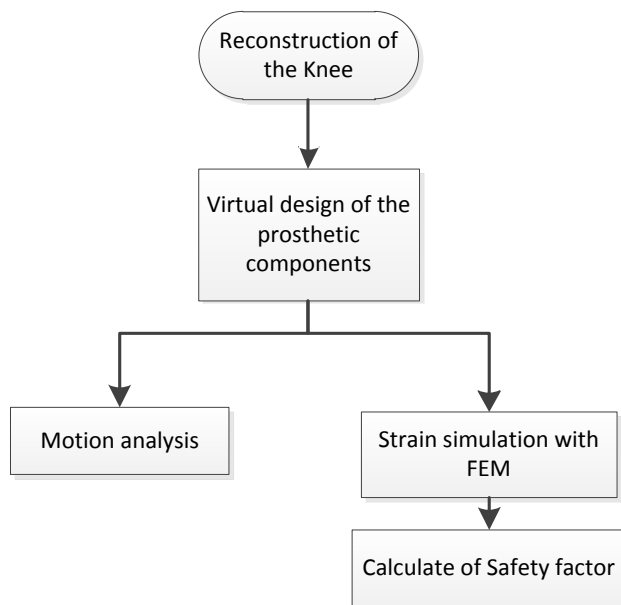 Reconstruction of
the Knee
Virtual design of the
prosthetic
components
Motion analysis
Strain simulation with
FEM
Calculate of Safety factor